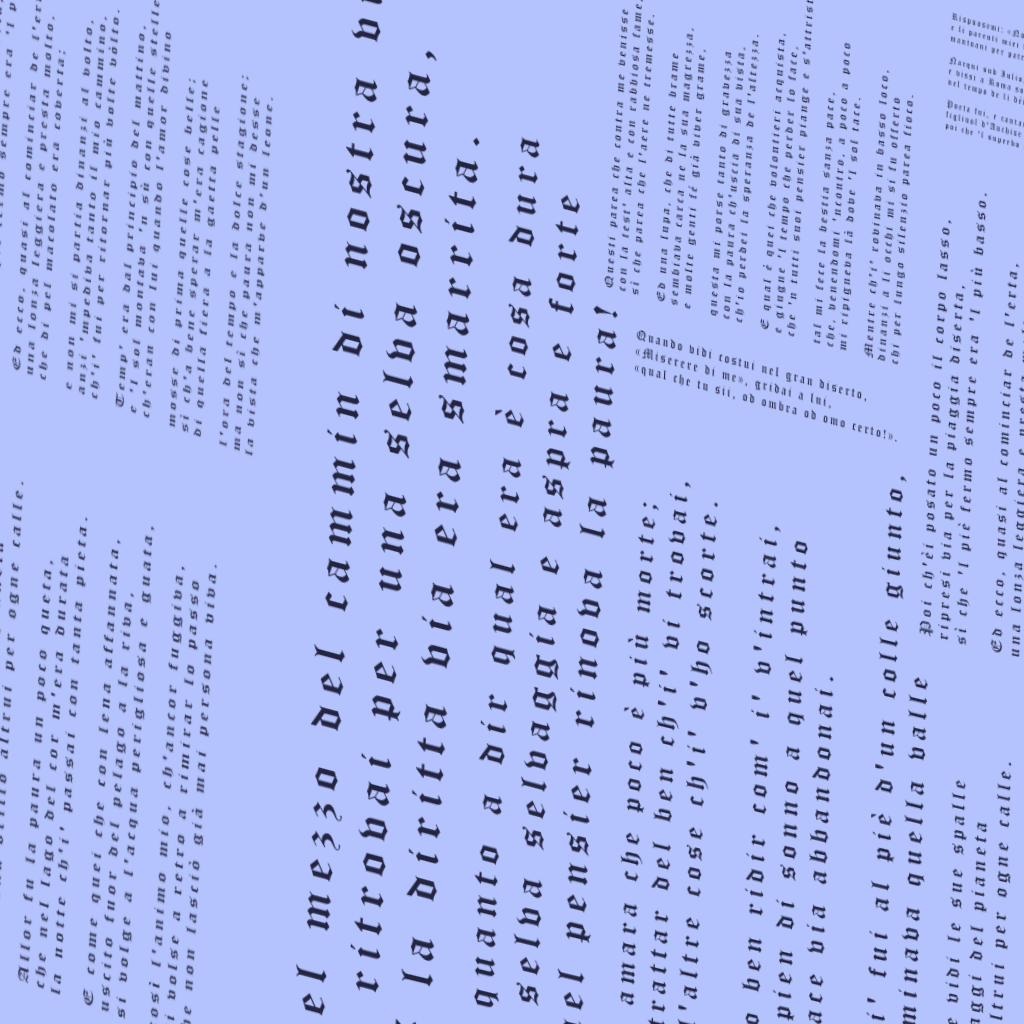 mezzo del cammin di nostra
ritrovai per una selva oscura,
la diritta via era smarrita.
quanto a dir qual era è cosa dura
selva selvaggia e aspra e forte
pensier rinova la paura!
amara che poco è più morte;
trattar del ben ch'i' vi trovai,
l'altre cose ch'i' v'ho scorte.
ben ridir com' i' v'intrai,
pien di sonno a quel punto
verace via abbandonai.
i' fui al piè d'un colle giunto,
terminava quella valle
e vidi le sue spalle
raggi del pianeta
altrui per ogne calle.
altrui per ogne calle.
Allor fu la paura un poco queta,
che nel lago del cor m'era durata
la notte ch'i' passai con tanta pieta.
E come quei che con lena affannata,
uscito fuor del pelago a la riva,
si volge a l'acqua perigliosa e guata,
così l'animo mio, ch'ancor fuggiva,
si volse a retro a rimirar lo passo
che non lasciò già mai persona viva.
Poi ch'èi posato un poco il corpo lasso,
ripresi via per la piaggia diserta,
sì che 'l piè fermo sempre era 'l più basso.
Ed ecco, quasi al cominciar de l'erta,
una lonza leggiera e presta
fermo sempre era 'l
Ed ecco, quasi al cominciar de
una lonza leggiera e presta molto,
che di pel macolato era coverta;
e non mi si partia dinanzi al volto,
anzi 'mpediva tanto il mio cammino,
ch'i' fui per ritornar più volte vòlto.
Temp' era dal principio del mattino,
e 'l sol montava 'n sù con quelle stelle
ch'eran con lui quando l'amor divino
mosse di prima quelle cose belle;
sì ch'a bene sperar m'era cagione
di quella fiera a la gaetta pelle
l'ora del tempo e la dolce stagione;
ma non sì che paura non mi desse
la vista che m'apparve d'un leone.
Questi parea che contra me venisse
con la test' alta e con rabbiosa fame,
sì che parea che l'aere ne tremesse.
Ed una lupa, che di tutte brame
sembiava carca ne la sua magrezza,
e molte genti fé già viver grame,
questa mi porse tanto di gravezza
con la paura ch'uscia di sua vista,
ch'io perdei la speranza de l'altezza.
E qual è quei che volontieri acquista,
e giugne 'l tempo che perder lo face,
che 'n tutti suoi pensier piange e s'attrista;
tal mi fece la bestia sanza pace,
che, venendomi 'ncontro, a poco a poco
mi ripigneva là dove 'l sol tace.
Mentre ch'i' rovinava in basso loco,
dinanzi a li occhi mi si fu offerto
chi per lungo silenzio parea fioco.
Quando vidi costui nel gran diserto,
«Miserere di me», gridai a lui,
«qual che tu sii, od ombra od omo certo!».
Rispuosemi:
e li parenti miei
mantoani per
Nacqui sub Iulio
e vissi a Roma
nel tempo de li
Poeta fui, e
figliuol d'Anchise
poi che 'l superbo